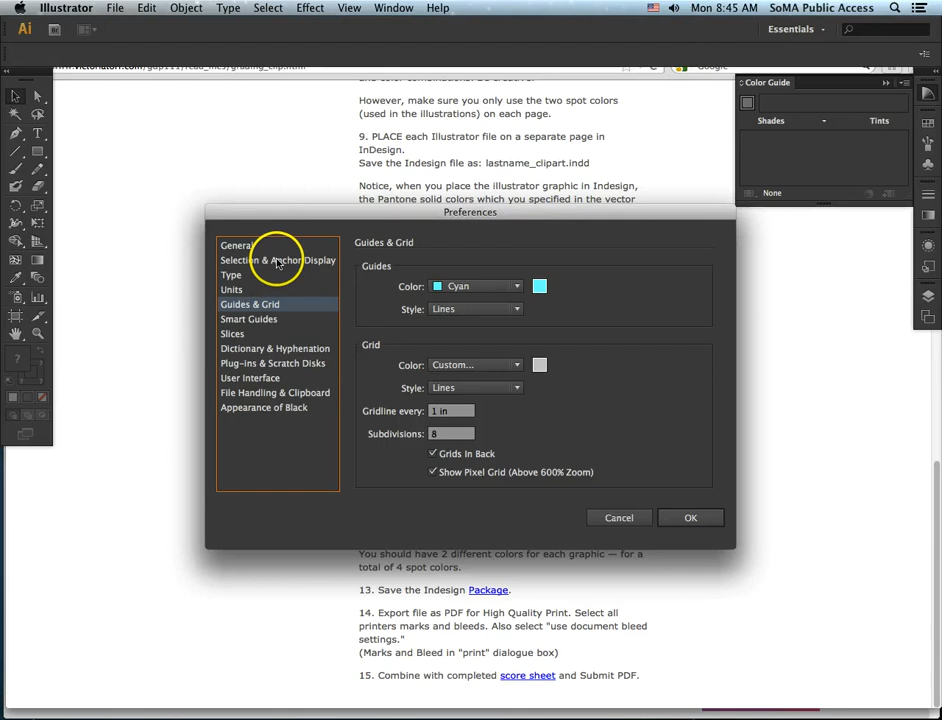 Illustrator File Edit Object Type Select Effect View Window Help Mon 8:45 AM SoMA Public Access
Ai Br Essentials
Color Guide
Shades Tints
None
However, make sure you only use the two spot colors
(used in the illustrations) on each page.
9. PLACE each Illustrator file on a separate page in
InDesign.
Save the Indesign file as: lastname_clipart.indd
Notice, when you place the illustrator graphic in Indesign,
the Pantone solid colors which you specified in the vector
Preferences
General
Selection & Anchor Display
Type
Units
Guides & Grid
Smart Guides
Slices
Dictionary & Hyphenation
Plug-ins & Scratch Disks
User Interface
File Handling & Clipboard
Appearance of Black
Guides & Grid
Guides
Color: Cyan
Style: Lines
Grid
Color: Custom...
Style: Lines
Gridline every: 1 in
Subdivisions: 8
Grids In Back
Show Pixel Grid (Above 600% Zoom)
Cancel OK
You should have 2 different colors for each graphic — for a
total of 4 spot colors.
13. Save the Indesign Package.
14. Export file as PDF for High Quality Print. Select all
printers marks and bleeds. Also select "use document bleed
settings."
(Marks and Bleed in "print" dialogue box)
15. Combine with completed score sheet and Submit PDF.